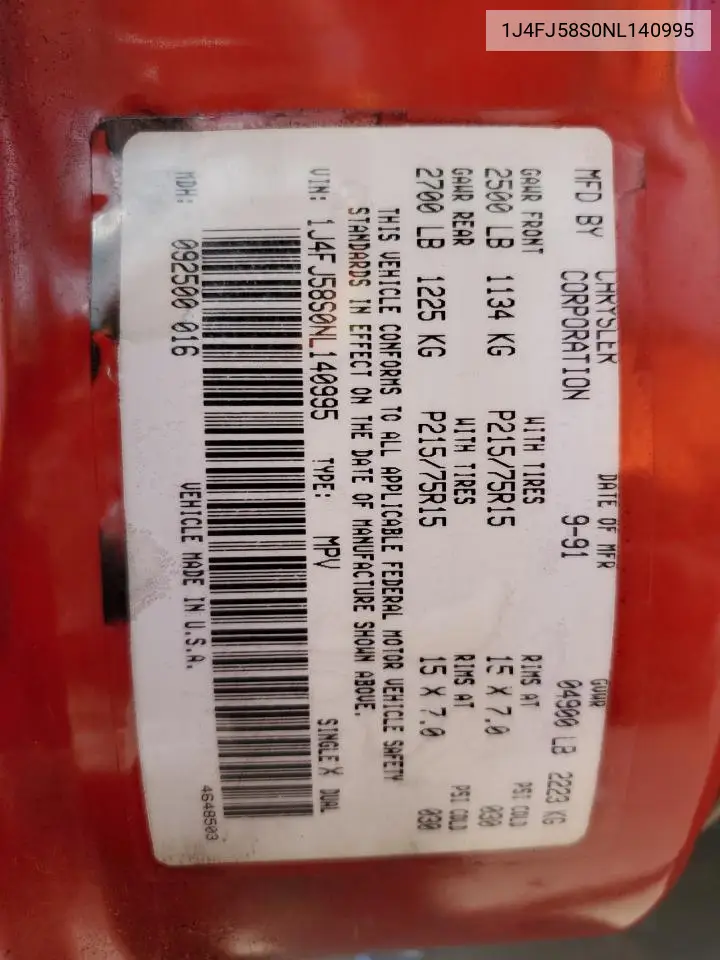 1J4FJ58S0NL140995
MFD BY CHRYSLER CORPORATION DATE OF MFR 9-91 GVWR 04900 LB 2223 KG
GAWR FRONT WITH TIRES RIMS AT PSI COLD
2500 LB 1134 KG P215/75R15 15 X 7.0 030
GAWR REAR WITH TIRES RIMS AT PSI COLD
2700 LB 1225 KG P215/75R15 15 X 7.0 030
THIS VEHICLE CONFORMS TO ALL APPLICABLE FEDERAL MOTOR VEHICLE SAFETY
STANDARDS IN EFFECT ON THE DATE OF MANUFACTURE SHOWN ABOVE.
VIN: 1J4FJ58S0NL140995 TYPE: MPV SINGLE X DUAL
MDH: 092500 016 VEHICLE MADE IN U.S.A. 4648503